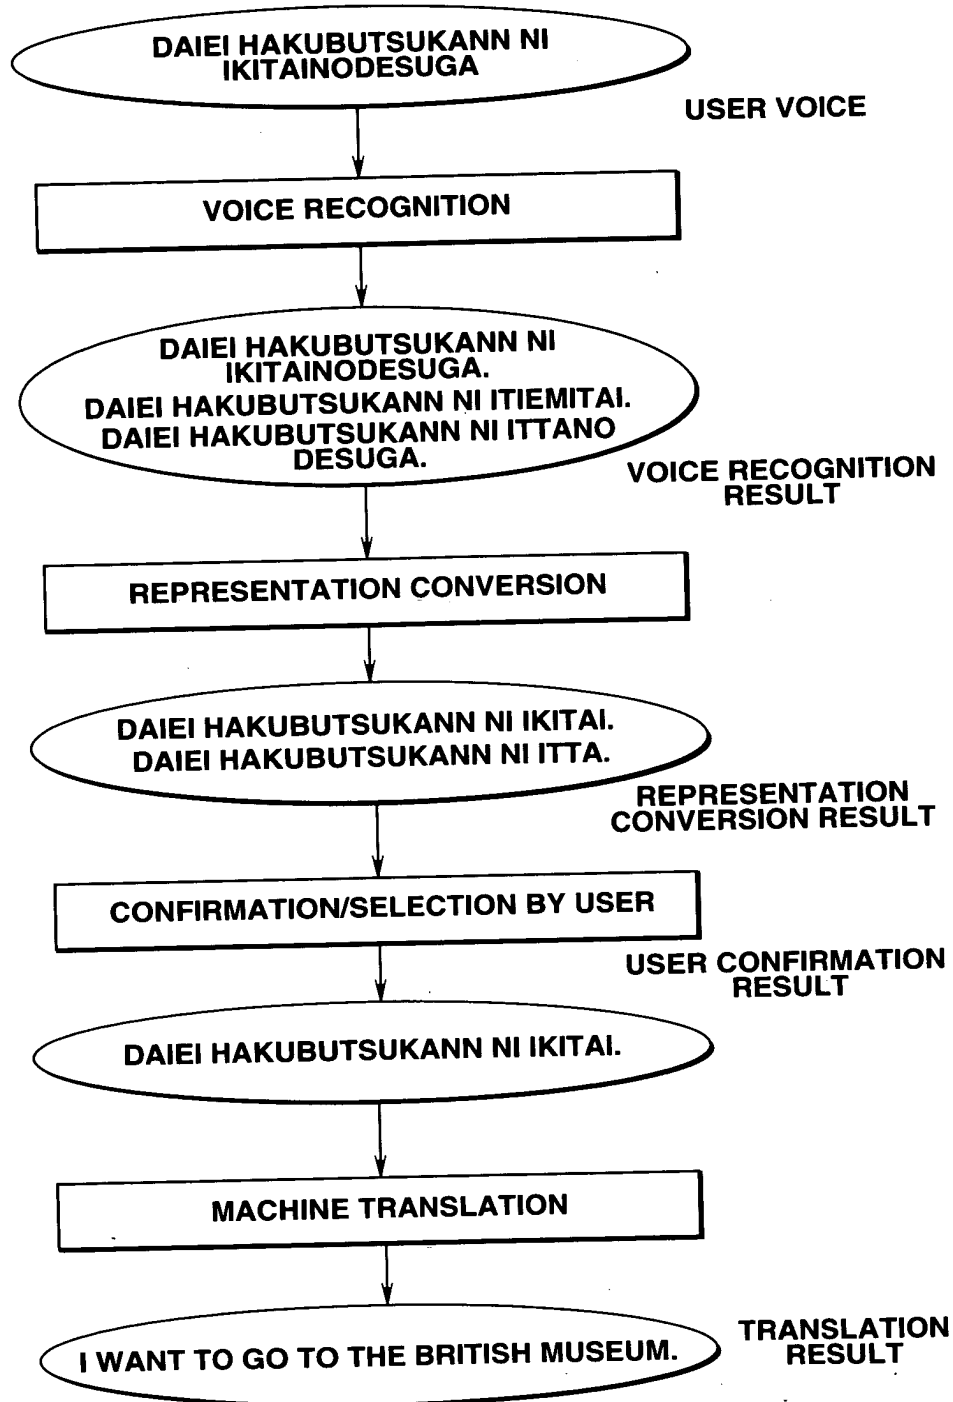 DAIEI HAKUBUTSUKANN NI
IKITAINODESUGA
USER VOICE
VOICE RECOGNITION
DAIEI HAKUBUTSUKANN NI
IKITAINODESUGA.
DAIEI HAKUBUTSUKANN NI ITIEMITAI.
DAIEI HAKUBUTSUKANN NI ITTANO
DESUGA.
VOICE RECOGNITION
RESULT
REPRESENTATION CONVERSION
DAIEI HAKUBUTSUKANN NI IKITAI.
DAIEI HAKUBUTSUKANN NI ITTA.
REPRESENTATION
CONVERSION RESULT
CONFIRMATION/SELECTION BY USER
USER CONFIRMATION
RESULT
DAIEI HAKUBUTSUKANN NI IKITAI.
MACHINE TRANSLATION
I WANT TO GO TO THE BRITISH MUSEUM.
TRANSLATION
RESULT